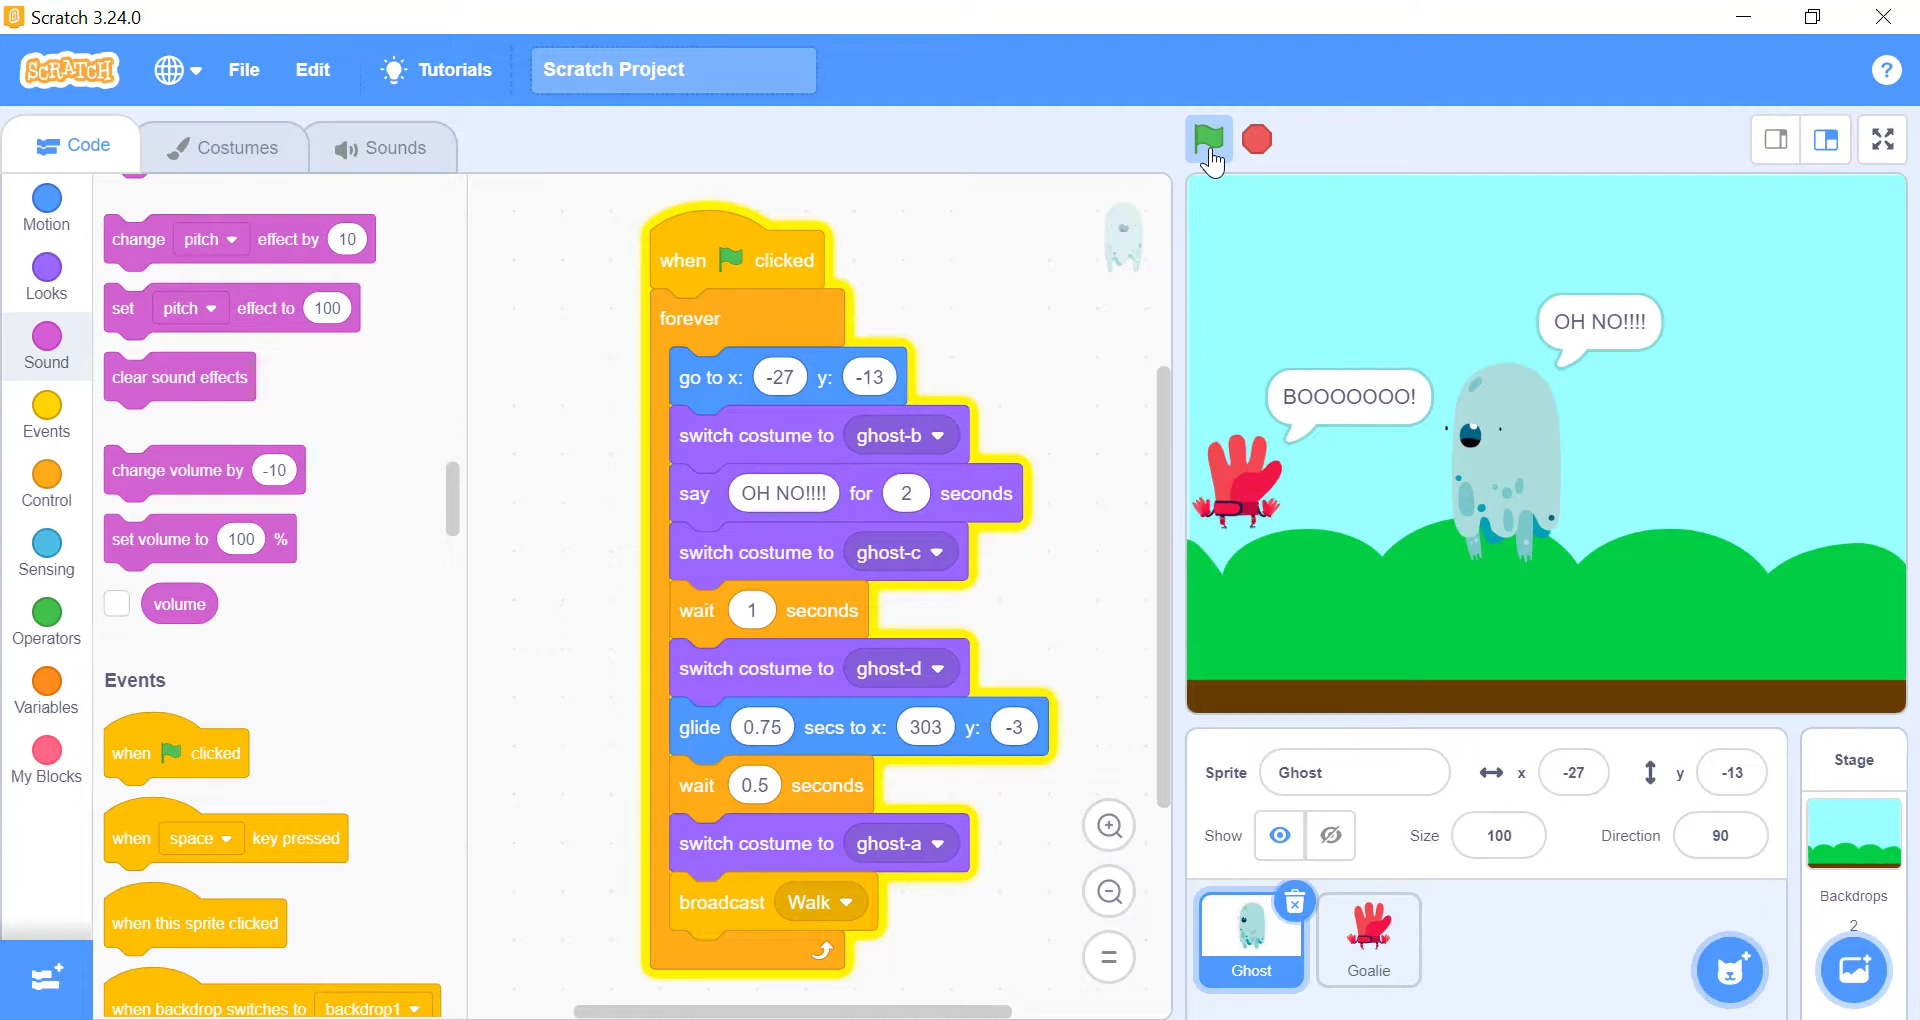 Scratch 3.24.0
SCRATCH File Edit Tutorials Scratch Project ?
Code Costumes Sounds
Motion
Looks
Sound
Events
Control
Sensing
Operators
Variables
My Blocks
change pitch effect by 10
set pitch effect to 100
clear sound effects
change volume by -10
set volume to 100 %
volume
Events
when clicked
when space key pressed
when this sprite clicked
when backdrop switches to backdrop1
when clicked
forever
go to x: -27 y: -13
switch costume to ghost-b
say OH NO!!!! for 2 seconds
switch costume to ghost-c
wait 1 seconds
switch costume to ghost-d
glide 0.75 secs to x: 303 y: -3
wait 0.5 seconds
switch costume to ghost-a
broadcast Walk
OH NO!!!!
BOOOOOOO!
Sprite Ghost x -27 y -13
Show Size 100 Direction 90
Ghost
Goalie
Stage
Backdrops
2